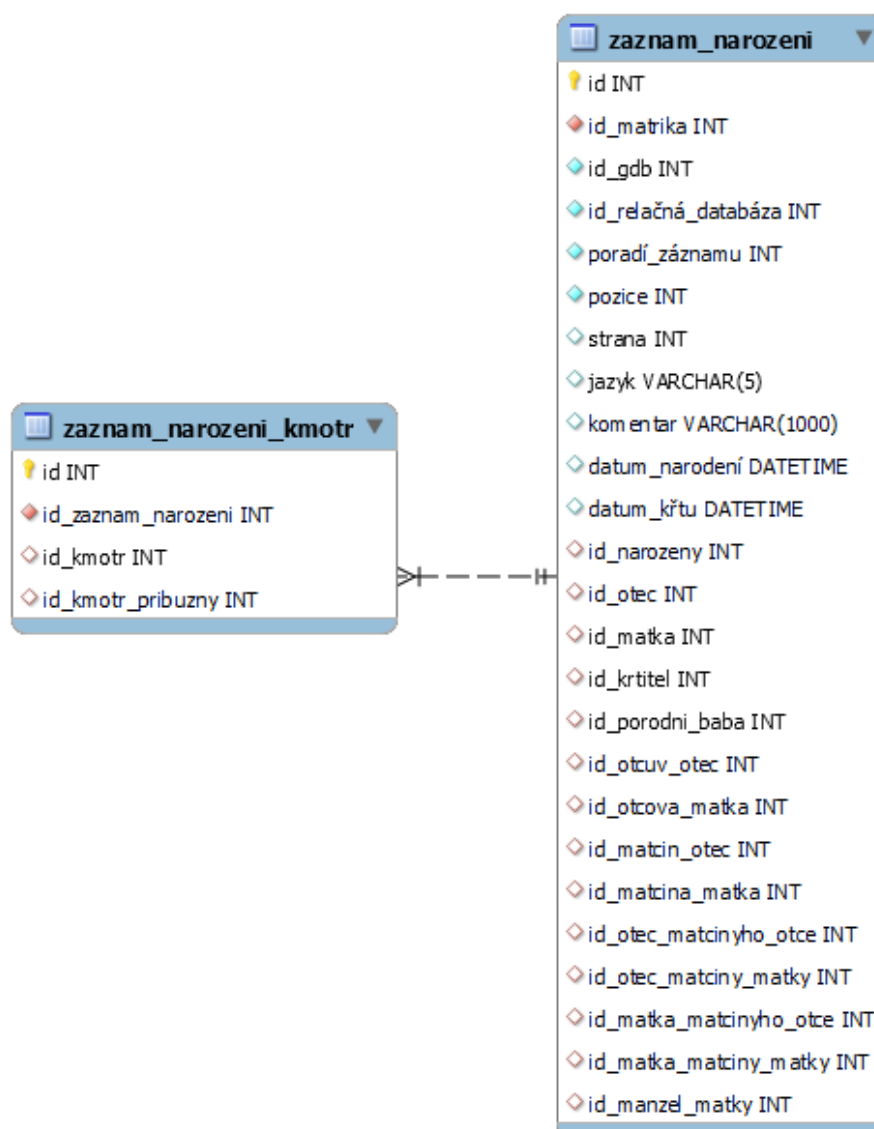 zaznam_narozeni
id INT
id_matrika INT
id_gdb INT
id_relačná_databáza INT
poradí_záznamu INT
pozice INT
strana INT
jazyk VARCHAR(5)
komentar VARCHAR(1000)
datum_narodení DATETIME
datum_křtu DATETIME
id_narozeny INT
id_otec INT
id_matka INT
id_krtitel INT
id_porodni_baba INT
id_otcuv_otec INT
id_otcova_matka INT
id_matcin_otec INT
id_matcina_matka INT
id_otec_matcinyho_otce INT
id_otec_matciny_matky INT
id_matka_matcinyho_otce INT
id_matka_matciny_matky INT
id_manzel_matky INT
zaznam_narozeni_kmotr
id INT
id_zaznam_narozeni INT
id_kmotr INT
id_kmotr_pribuzny INT